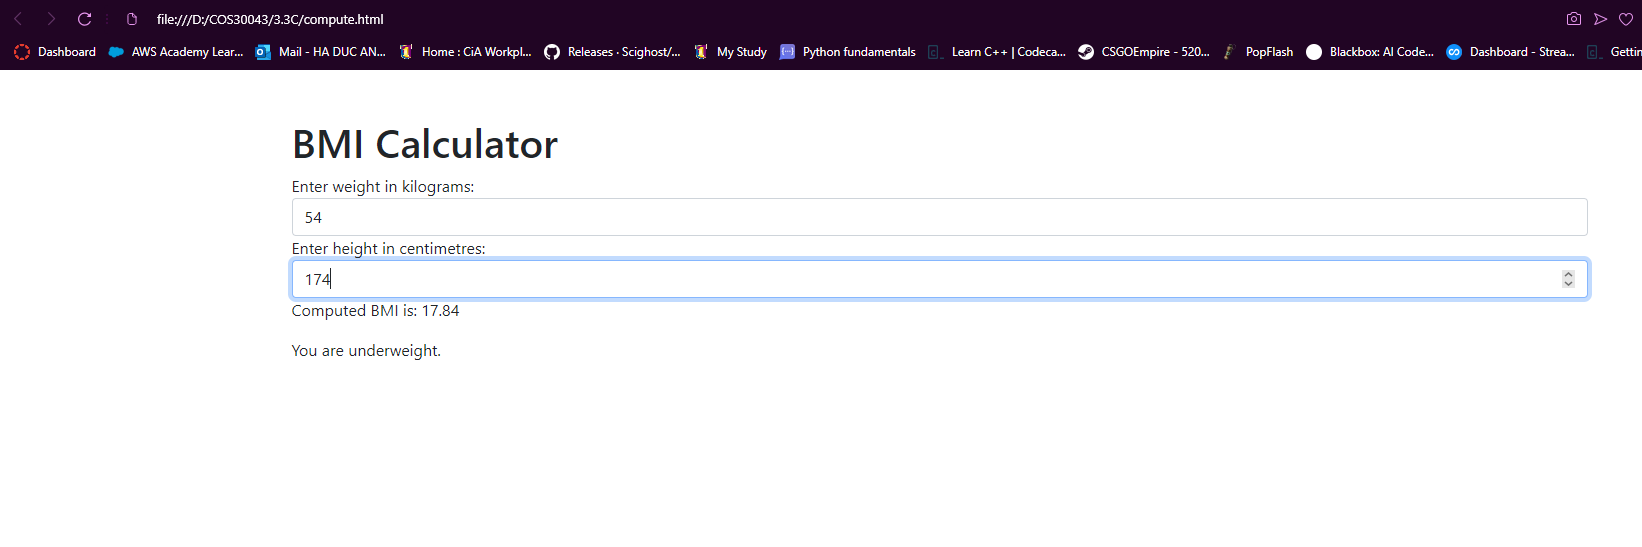 file:///D:/COS30043/3.3C/compute.html
Dashboard AWS Academy Lear... Mail - HA DUC AN... Home : CiA Workpl... Releases · Scighost/... My Study Python fundamentals Learn C++ | Codeca... CSGOEmpire - 520... PopFlash Blackbox: AI Code... Dashboard - Strea... Gettin
BMI Calculator
Enter weight in kilograms:
54
Enter height in centimetres:
174
Computed BMI is: 17.84
You are underweight.